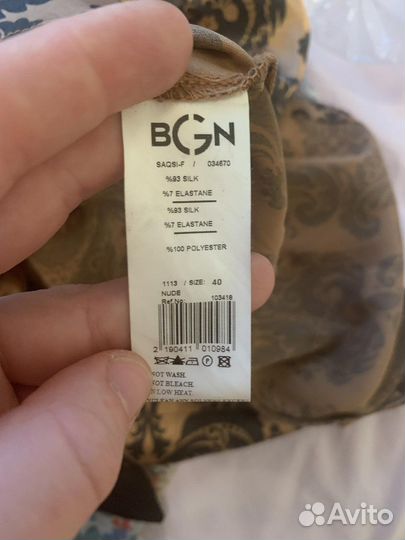 BGN
SAQSI-F / 034670
%93 SILK
%7 ELASTANE
%93 SILK
%7 ELASTANE
%100 POLYESTER
1113 / SIZE: 40
NUDE
Ref No: 103418
2 190411 010984
NOT WASH.
NOT BLEACH.
LOW HEAT.
Avito